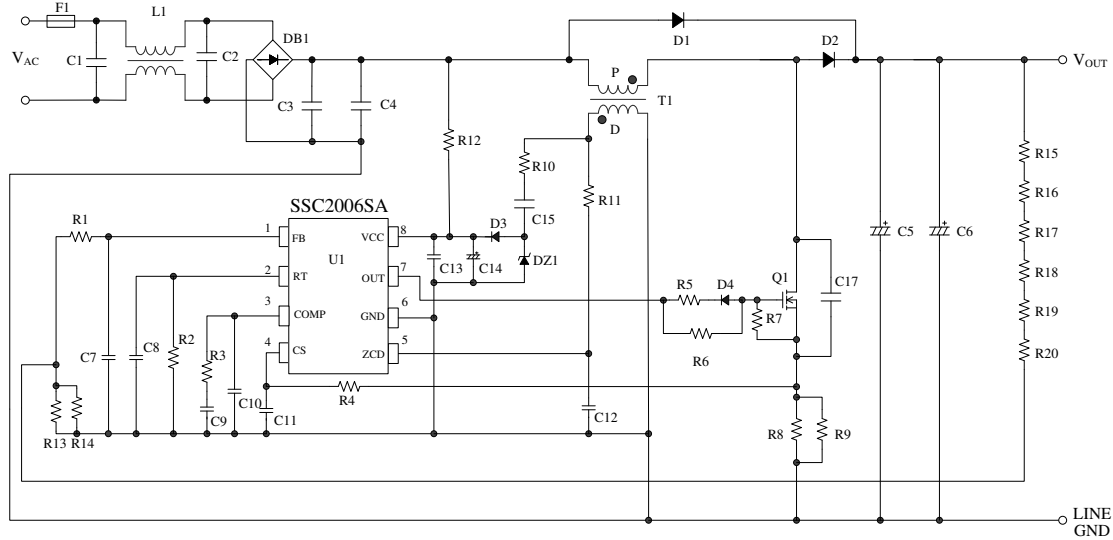 F1
L1
VAC
C1
C2
DB1
C3
C4
D1
D2
VOUT
P
T1
D
R12
R10
C15
R11
R15
R16
R17
R18
R19
R20
SSC2006SA
R1
1
FB
VCC
8
D3
U1
C13
C14
DZ1
2
RT
OUT
7
3
COMP
GND
6
4
CS
ZCD
5
C5
C6
Q1
C17
R5
D4
R7
R6
C7
C8
R2
R3
C9
C10
C11
R4
C12
R13
R14
R8
R9
LINE
GND